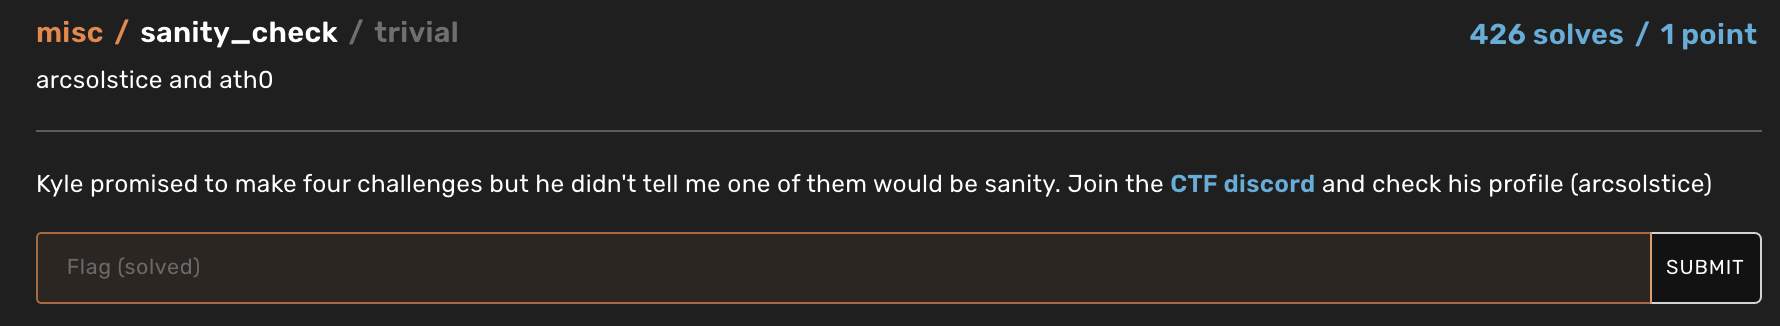 misc / sanity_check / trivial
426 solves / 1 point
arcsolstice and ath0
Kyle promised to make four challenges but he didn't tell me one of them would be sanity. Join the CTF discord and check his profile (arcsolstice)
Flag (solved)
SUBMIT